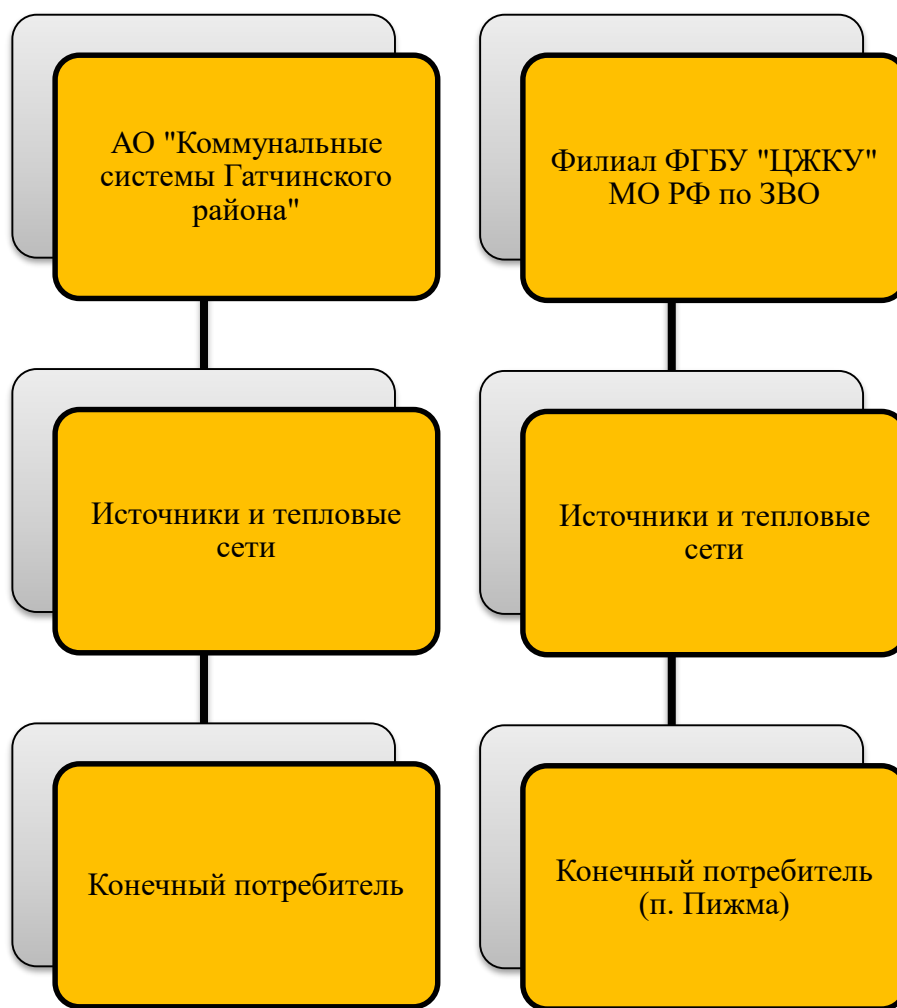 АО "Коммунальные
системы Гатчинского
района"
Филиал ФГБУ "ЦЖКУ"
МО РФ по ЗВО
Источники и тепловые
сети
Источники и тепловые
сети
Конечный потребитель
Конечный потребитель
(п. Пижма)